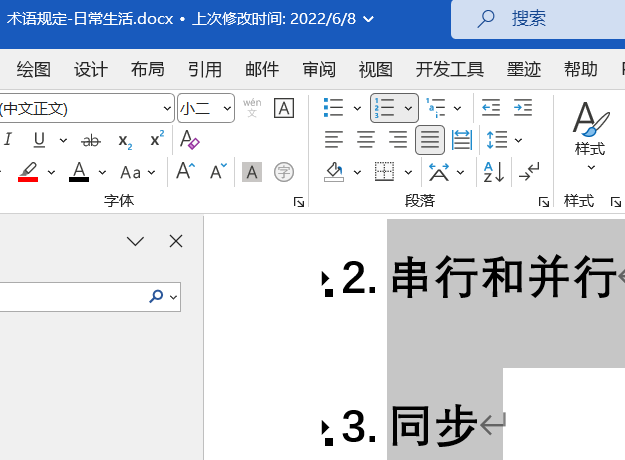 术语规定-日常生活.docx • 上次修改时间: 2022/6/8
搜索
绘图 设计 布局 引用 邮件 审阅 视图 开发工具 墨迹 帮助
(中文正文) 小二 wén 文 A
I U ab x₂ x² A
A Aa A A A 字 A Z 样式
字体 段落 样式
2. 串行和并行
3. 同步